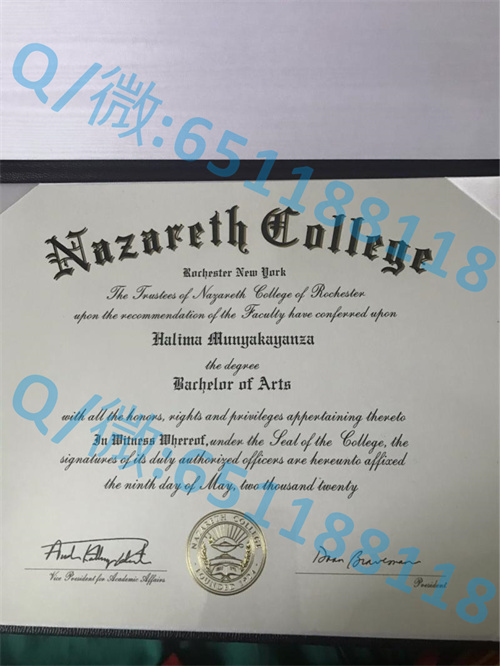 Q/微:651188118
Nazareth College
Rochester New York
The Trustees of Nazareth College of Rochester
upon the recommendation of the Faculty have conferred upon
Halima Munyakayanza
the degree
Bachelor of Arts
with all the honors, rights and privileges appertaining thereto
In Witness Whereof, under the Seal of the College, the
signatures of its duly authorized officers are hereunto affixed
the ninth day of May, two thousand twenty
Q/微:651188118
NAZARETH COLLEGE
Vice President for Academic Affairs
President